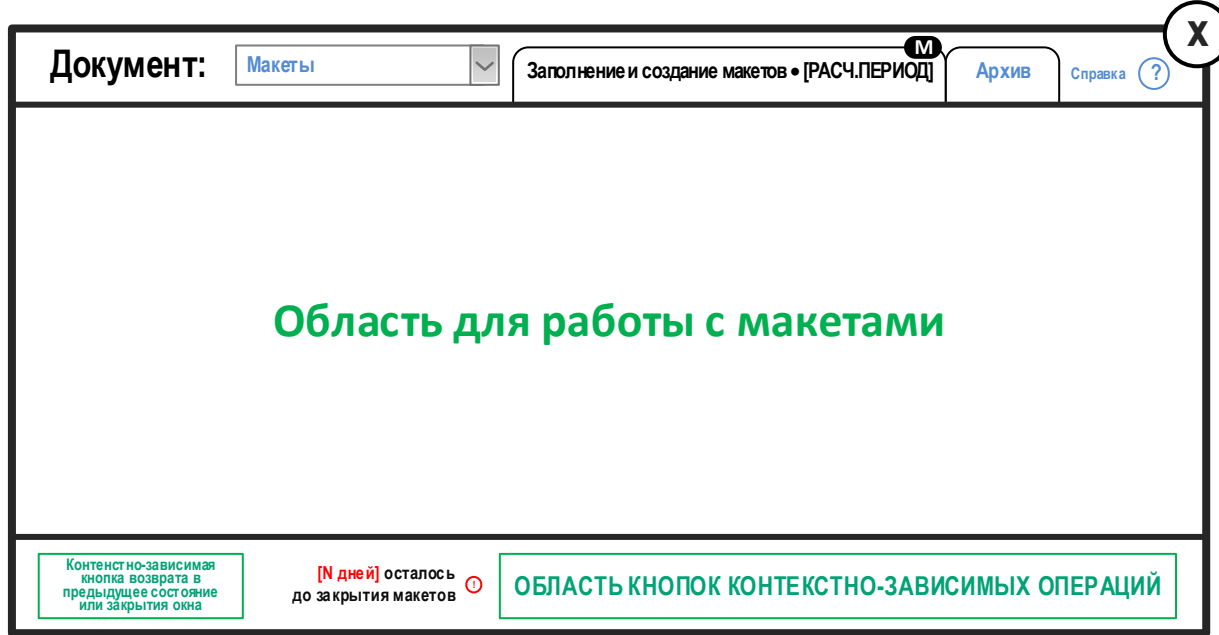 X
Документ:
Макеты
М
Заполнение и создание макетов • [РАСЧ.ПЕРИОД]
Архив
Справка ?
Область для работы с макетами
Контенстно-зависимая
кнопка возврата в
предыдущее состояние
или закрытия окна
[N дней] осталось
до закрытия макетов
!
ОБЛАСТЬ КНОПОК КОНТЕКСТНО-ЗАВИСИМЫХ ОПЕРАЦИЙ